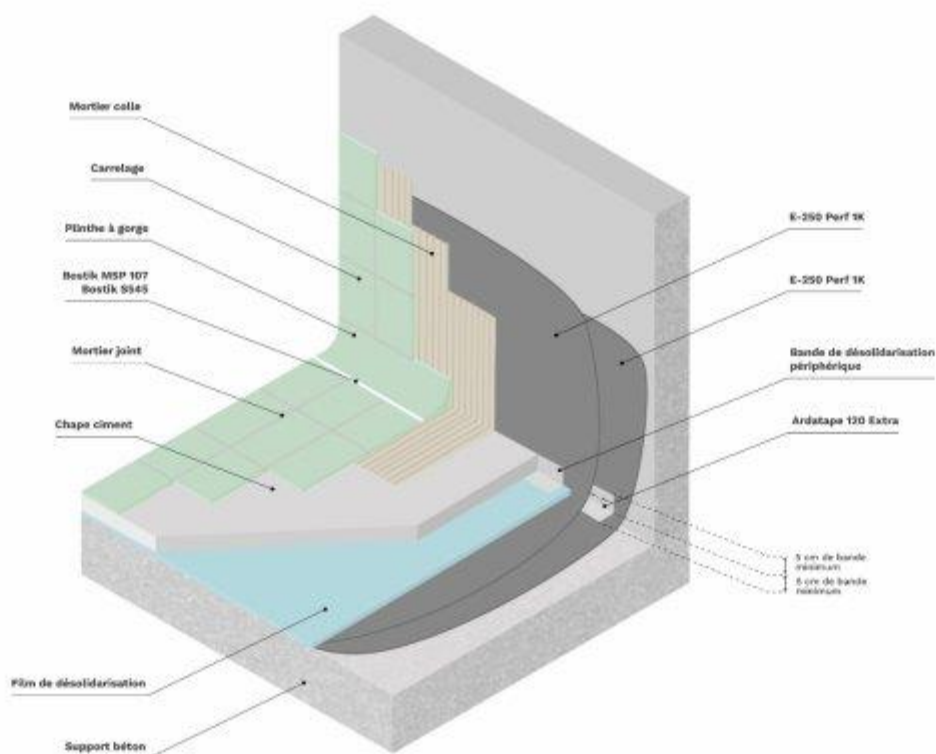 Mortier colle
Carrelage
Plinthe à gorge
Bostik MSP 107
Bostik S545
Mortier joint
Chape ciment
Film de désolidarisation
Support béton
E-250 Perf 1K
E-250 Perf 1K
Bande de désolidarisation
périphérique
Ardatape 120 Extra
5 cm de bande
minimum
5 cm de bande
minimum